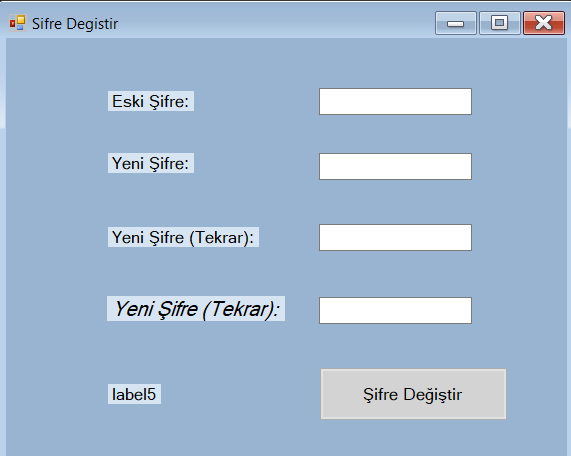 Sifre Degistir
Eski Şifre:
Yeni Şifre:
Yeni Şifre (Tekrar):
Yeni Şifre (Tekrar):
label5
Şifre Değiştir